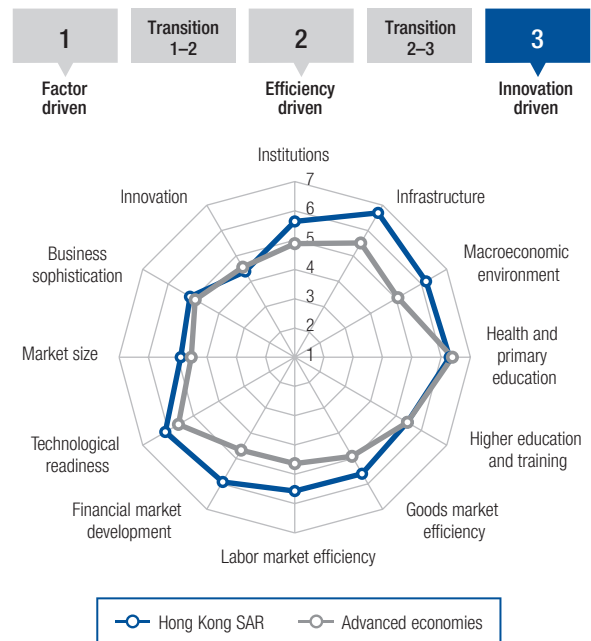 1
Transition
1–2
2
Transition
2–3
3
Factor
driven
Efficiency
driven
Innovation
driven
Institutions
7
6
5
4
3
2
1
Infrastructure
Macroeconomic
environment
Health and
primary
education
Higher education
and training
Goods market
efficiency
Labor market efficiency
Financial market
development
Technological
readiness
Market size
Business
sophistication
Innovation
Hong Kong SAR
Advanced economies